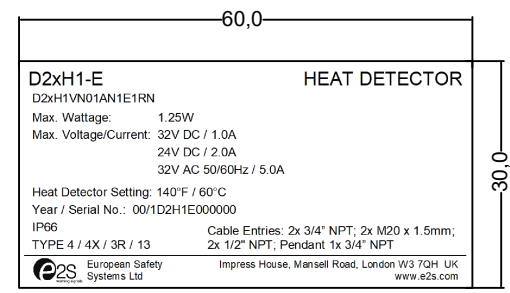 60,0
D2xH1-E HEAT DETECTOR
D2xH1VN01AN1E1RN
Max. Wattage: 1.25W
Max. Voltage/Current: 32V DC / 1.0A
24V DC / 2.0A
32V AC 50/60Hz / 5.0A
30,0
Heat Detector Setting: 140°F / 60°C
Year / Serial No.: 00/1D2H1E000000
IP66 Cable Entries: 2x 3/4” NPT; 2x M20 x 1.5mm;
TYPE 4 / 4X / 3R / 13 2x 1/2" NPT; Pendant 1x 3/4” NPT
e2S European Safety Impress House, Mansell Road, London W3 7QH UK
warning signals Systems Ltd www.e2s.com